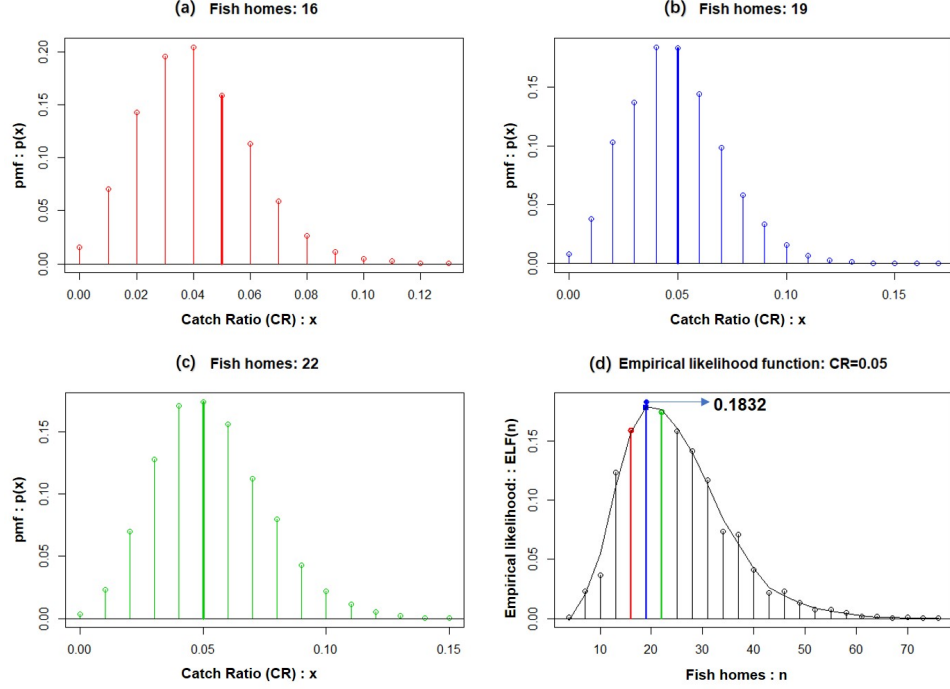 (a) Fish homes: 16
pmf : p(x)
0.00 0.05 0.10 0.15 0.20
0.00 0.02 0.04 0.06 0.08 0.10 0.12
Catch Ratio (CR) : x
(b) Fish homes: 19
pmf : p(x)
0.00 0.05 0.10 0.15
0.00 0.05 0.10 0.15
Catch Ratio (CR) : x
(c) Fish homes: 22
pmf : p(x)
0.00 0.05 0.10 0.15
0.00 0.05 0.10 0.15
Catch Ratio (CR) : x
(d) Empirical likelihood function: CR=0.05
0.1832
Empirical likelihood: : ELF(n)
0.00 0.05 0.10 0.15
10 20 30 40 50 60 70
Fish homes : n